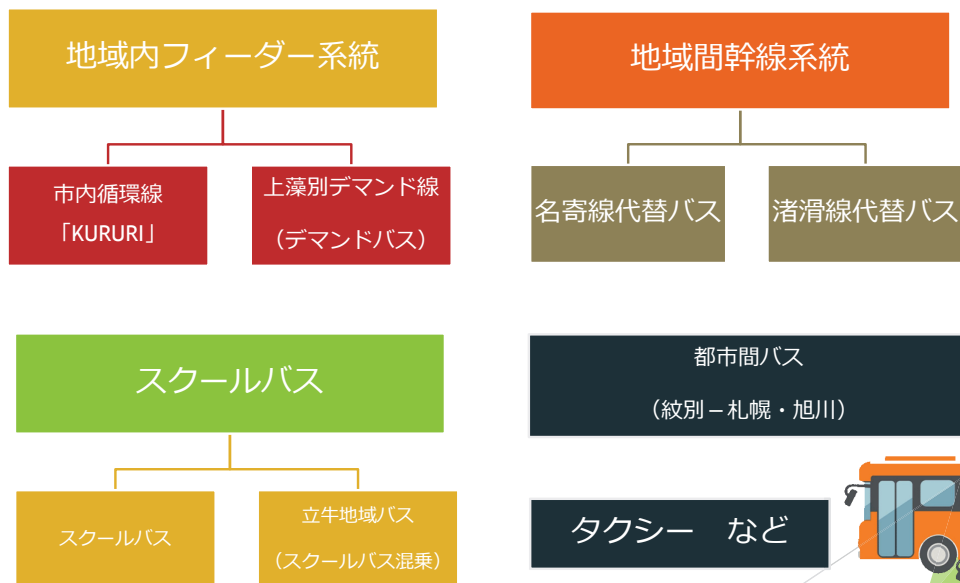 地域内フィーダー系統
市内循環線
「KURURI」
上藻別デマンド線
（デマンドバス）
地域間幹線系統
名寄線代替バス
渚滑線代替バス
スクールバス
スクールバス
立牛地域バス
（スクールバス混乗）
都市間バス
（紋別－札幌・旭川）
タクシー　など